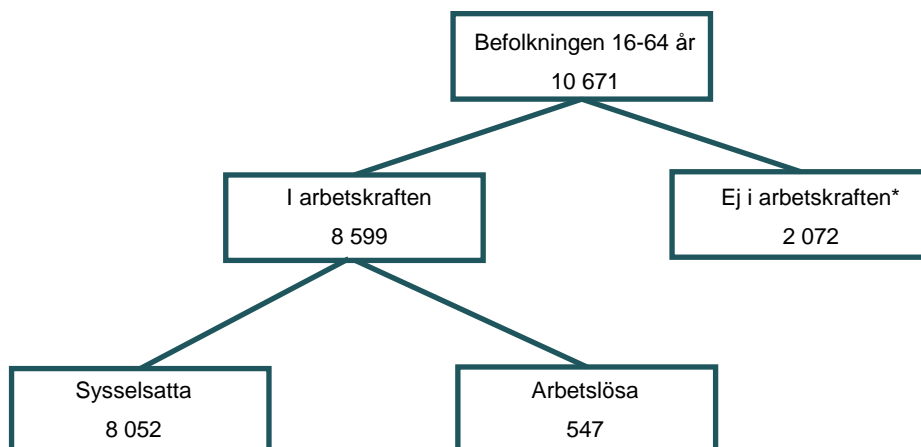 Befolkningen 16-64 år
10 671
I arbetskraften
8 599
Ej i arbetskraften*
2 072
Sysselsatta
8 052
Arbetslösa
547